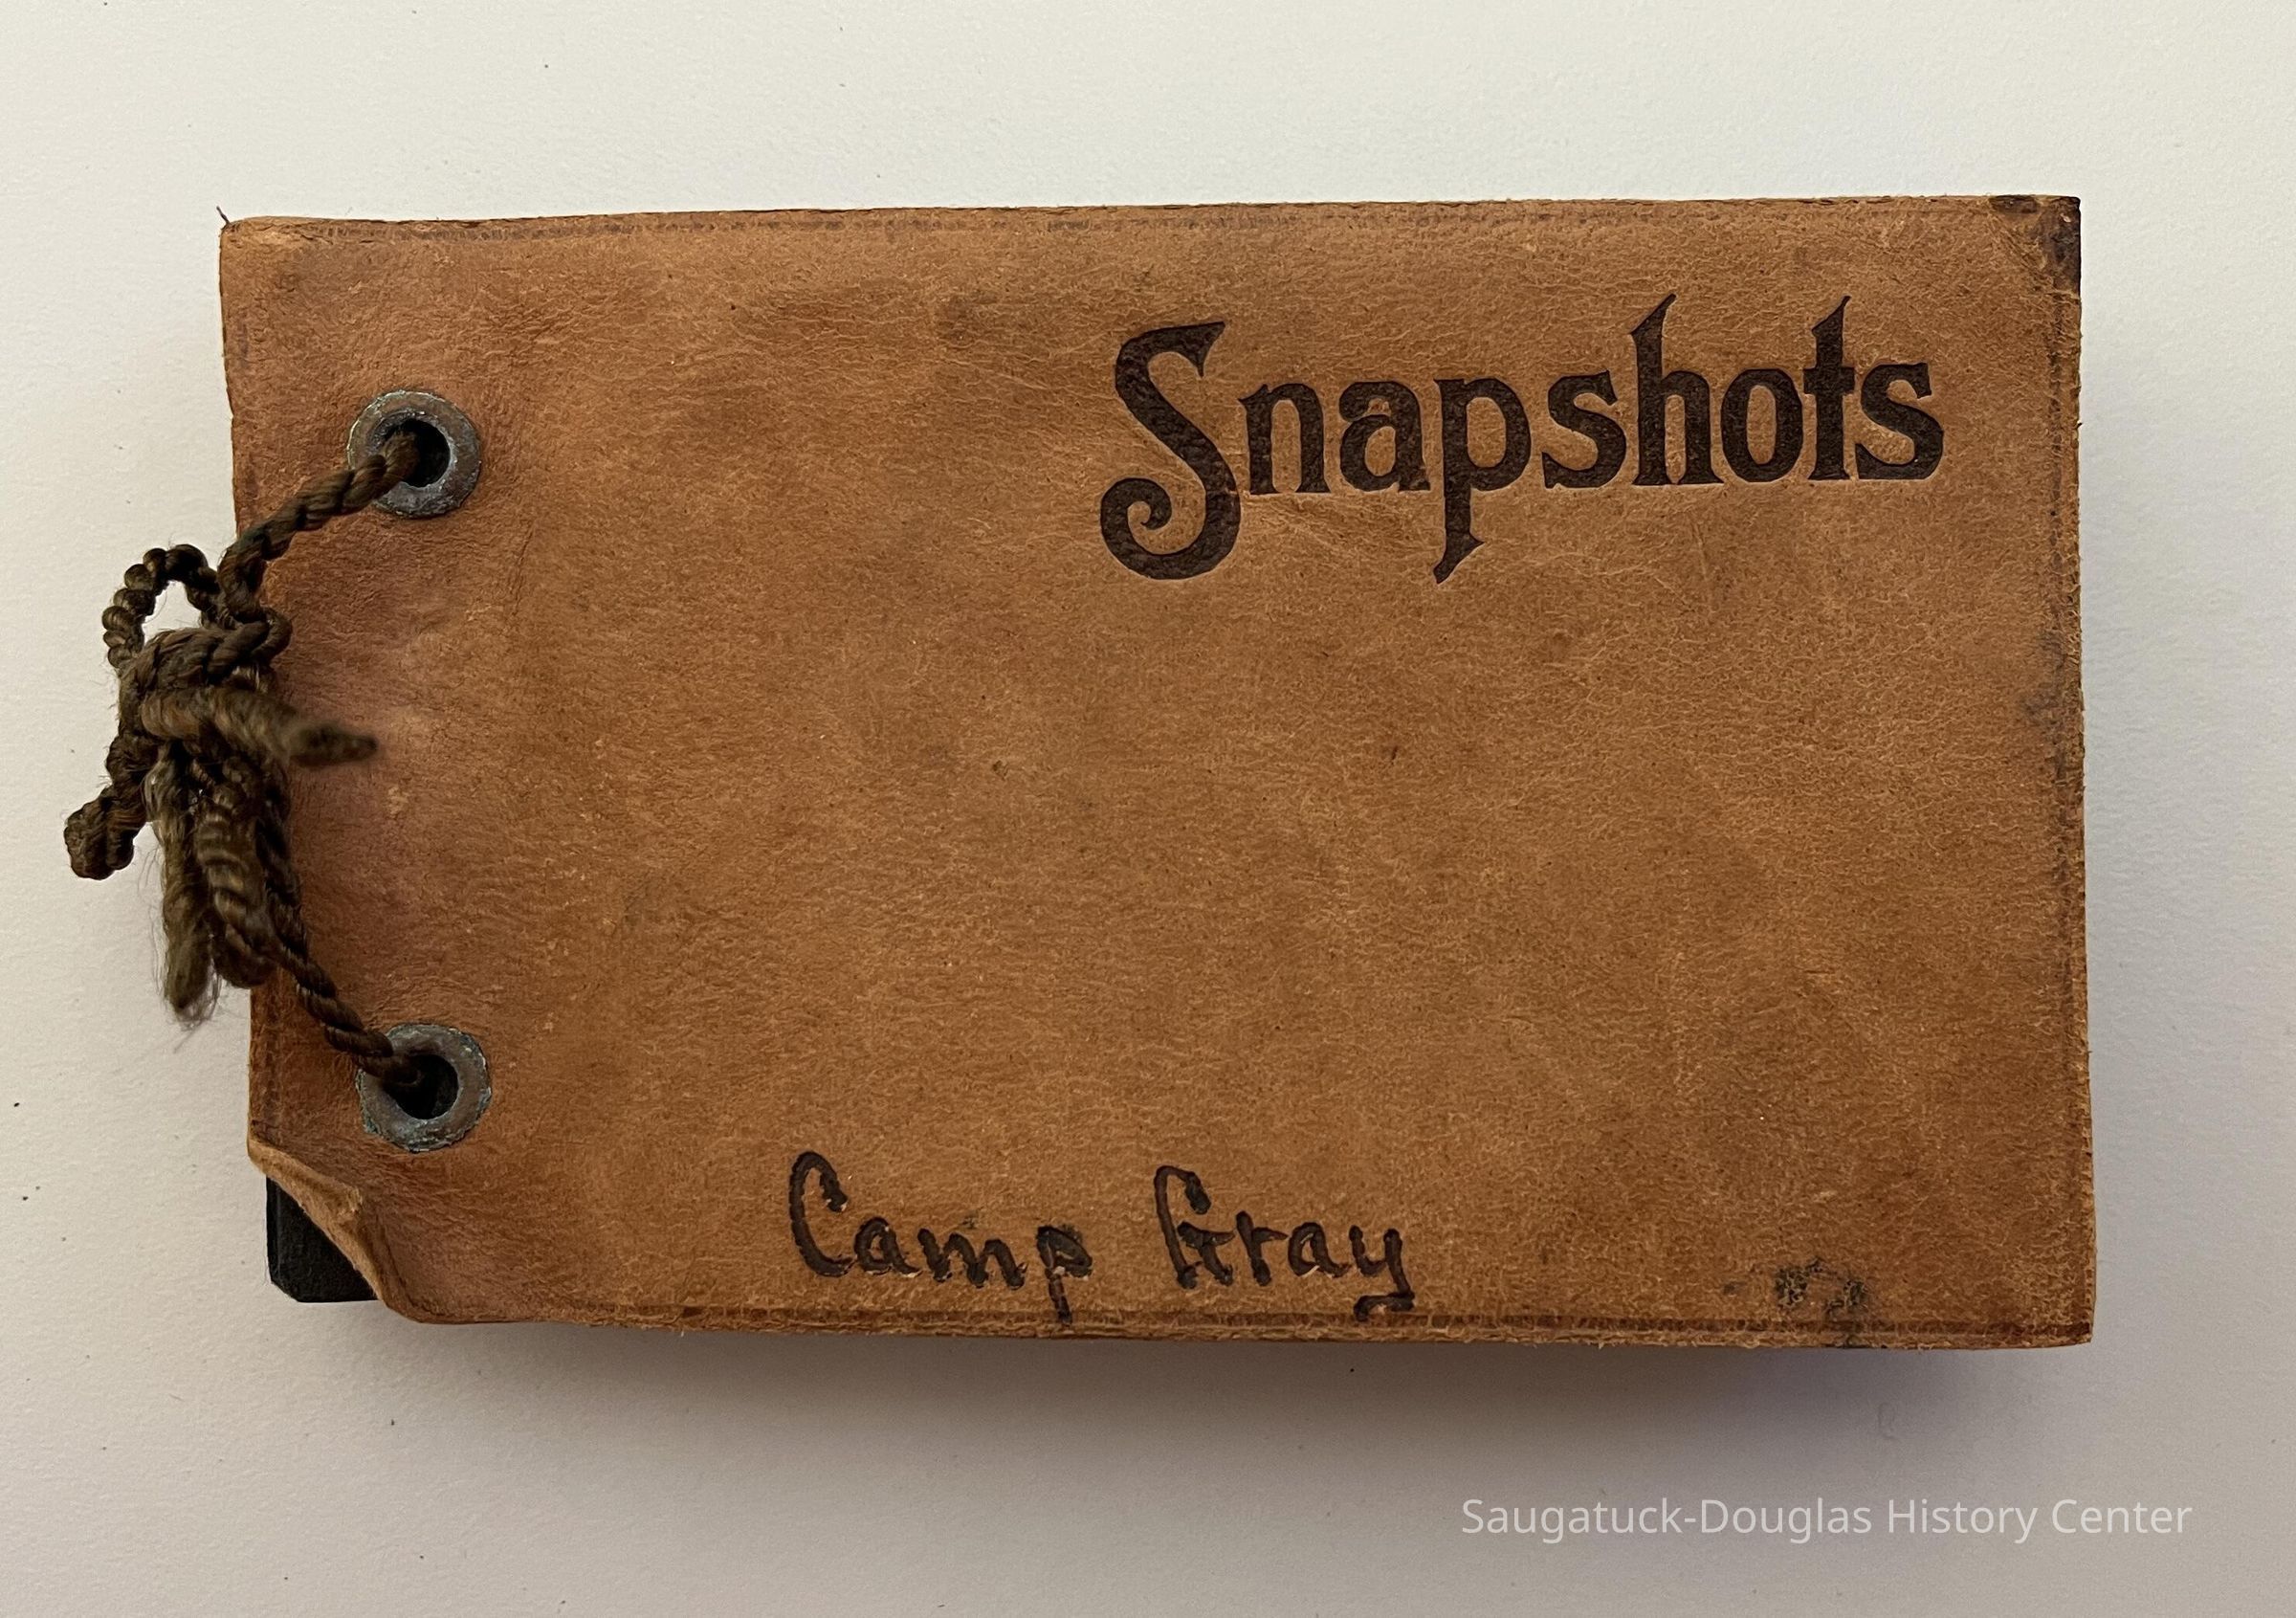 Snapshots
Camp Gray
Saugatuck-Douglas History Center